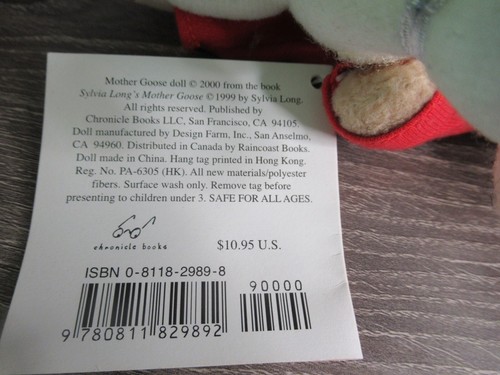 Mother Goose doll © 2000 from the book
Sylvia Long's Mother Goose © 1999 by Sylvia Long.
All rights reserved. Published by
Chronicle Books LLC, San Francisco, CA 94105.
Doll manufactured by Design Farm, Inc., San Anselmo,
CA 94960. Distributed in Canada by Raincoast Books.
Doll made in China. Hang tag printed in Hong Kong.
Reg. No. PA-6305 (HK). All new materials/polyester
fibers. Surface wash only. Remove tag before
presenting to children under 3. SAFE FOR ALL AGES.
chronicle books
$10.95 U.S.
ISBN 0-8118-2989-8
90000
9 780811 829892